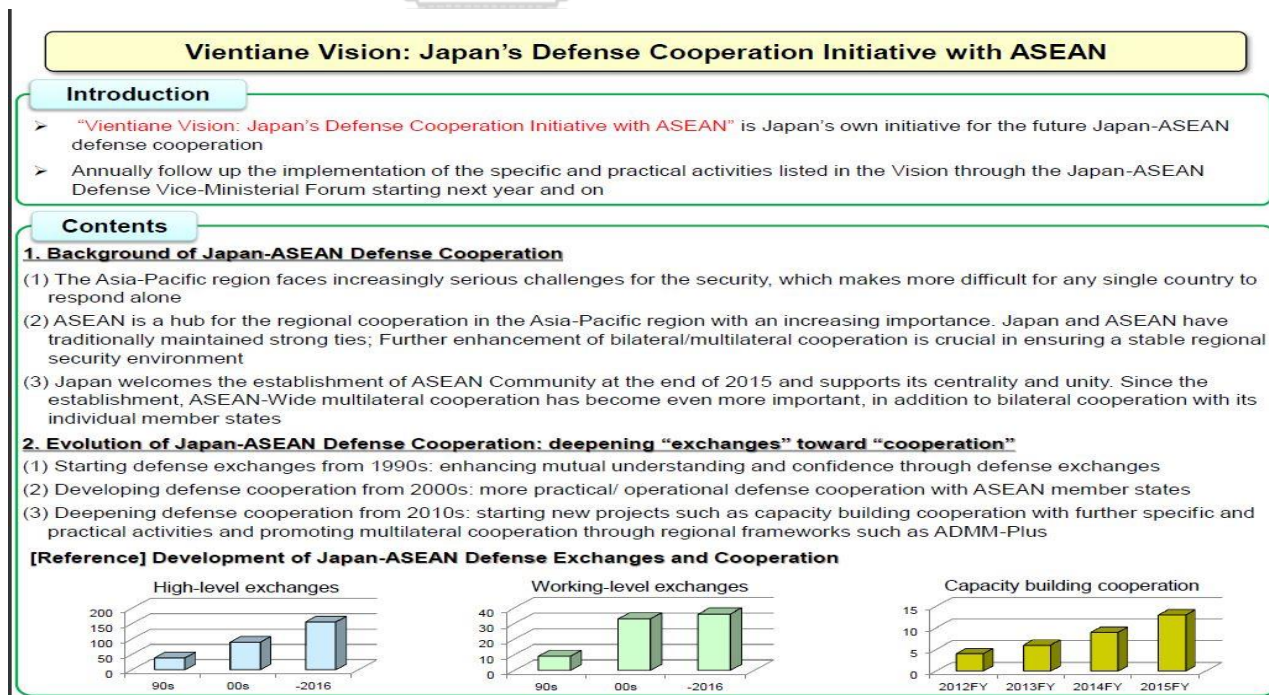 Vientiane Vision: Japan's Defense Cooperation Initiative with ASEAN
Introduction
➢ "Vientiane Vision: Japan's Defense Cooperation Initiative with ASEAN" is Japan's own initiative for the future Japan-ASEAN
defense cooperation
➢ Annually follow up the implementation of the specific and practical activities listed in the Vision through the Japan-ASEAN
Defense Vice-Ministerial Forum starting next year and on
Contents
1. Background of Japan-ASEAN Defense Cooperation
(1) The Asia-Pacific region faces increasingly serious challenges for the security, which makes more difficult for any single country to
respond alone
(2) ASEAN is a hub for the regional cooperation in the Asia-Pacific region with an increasing importance. Japan and ASEAN have
traditionally maintained strong ties; Further enhancement of bilateral/multilateral cooperation is crucial in ensuring a stable regional
security environment
(3) Japan welcomes the establishment of ASEAN Community at the end of 2015 and supports its centrality and unity. Since the
establishment, ASEAN-Wide multilateral cooperation has become even more important, in addition to bilateral cooperation with its
individual member states
2. Evolution of Japan-ASEAN Defense Cooperation: deepening "exchanges" toward "cooperation"
(1) Starting defense exchanges from 1990s: enhancing mutual understanding and confidence through defense exchanges
(2) Developing defense cooperation from 2000s: more practical/ operational defense cooperation with ASEAN member states
(3) Deepening defense cooperation from 2010s: starting new projects such as capacity building cooperation with further specific and
practical activities and promoting multilateral cooperation through regional frameworks such as ADMM-Plus
[Reference] Development of Japan-ASEAN Defense Exchanges and Cooperation
High-level exchanges
200
150
100
50
0
90s 00s -2016
Working-level exchanges
40
30
20
10
0
90s 00s -2016
Capacity building cooperation
15
10
5
0
2012FY 2013FY 2014FY 2015FY